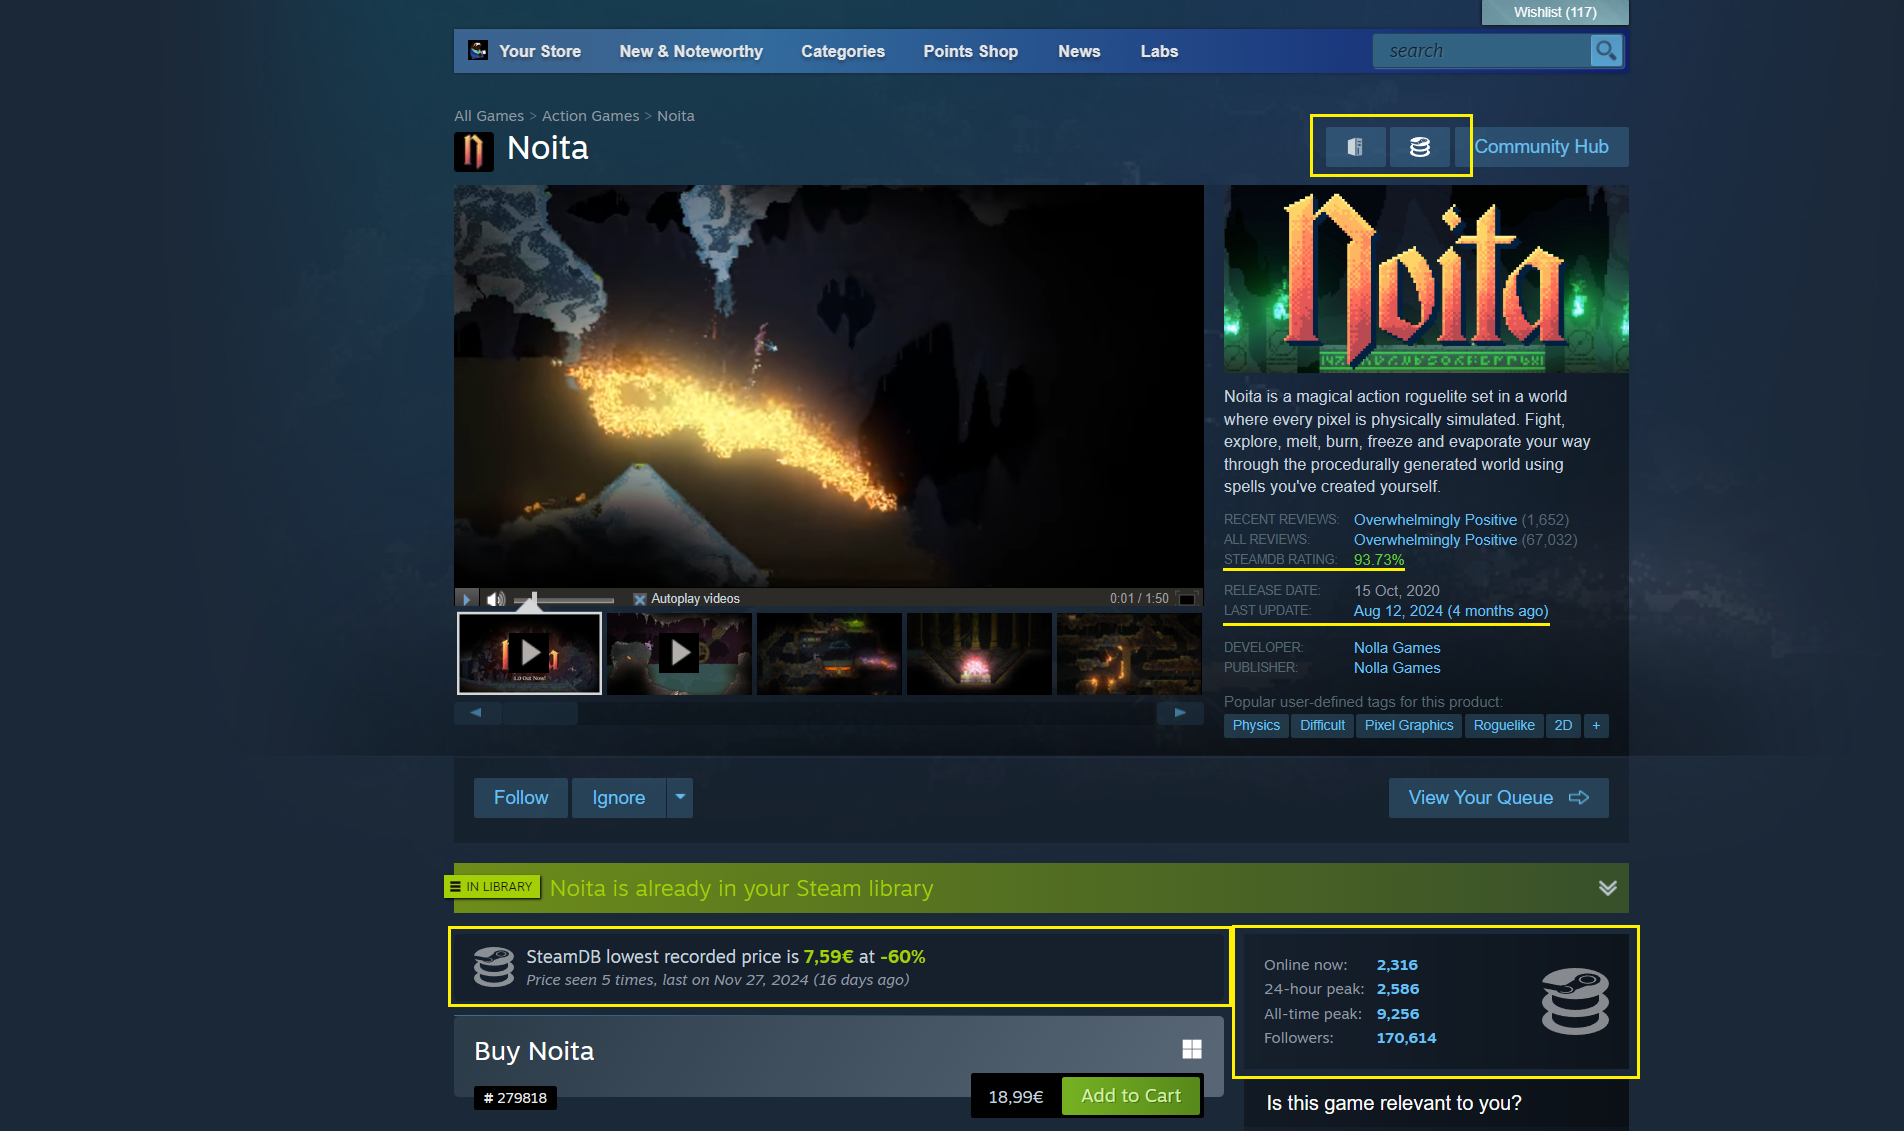 Wishlist (117)
Your Store New & Noteworthy Categories Points Shop News Labs search
All Games > Action Games > Noita
Noita
Community Hub
Noita
Noita is a magical action roguelite set in a world
where every pixel is physically simulated. Fight,
explore, melt, burn, freeze and evaporate your way
through the procedurally generated world using
spells you've created yourself.
RECENT REVIEWS: Overwhelmingly Positive (1,652)
ALL REVIEWS: Overwhelmingly Positive (67,032)
STEAMDB RATING: 93.73%
RELEASE DATE: 15 Oct, 2020
LAST UPDATE: Aug 12, 2024 (4 months ago)
DEVELOPER: Nolla Games
PUBLISHER: Nolla Games
Popular user-defined tags for this product:
Physics Difficult Pixel Graphics Roguelike 2D +
Autoplay videos 0:01 / 1:50
1.0 Out Now!
Follow Ignore View Your Queue
IN LIBRARY Noita is already in your Steam library
SteamDB lowest recorded price is 7,59€ at -60%
Price seen 5 times, last on Nov 27, 2024 (16 days ago)
Online now: 2,316
24-hour peak: 2,586
All-time peak: 9,256
Followers: 170,614
Buy Noita
# 279818
18,99€ Add to Cart
Is this game relevant to you?